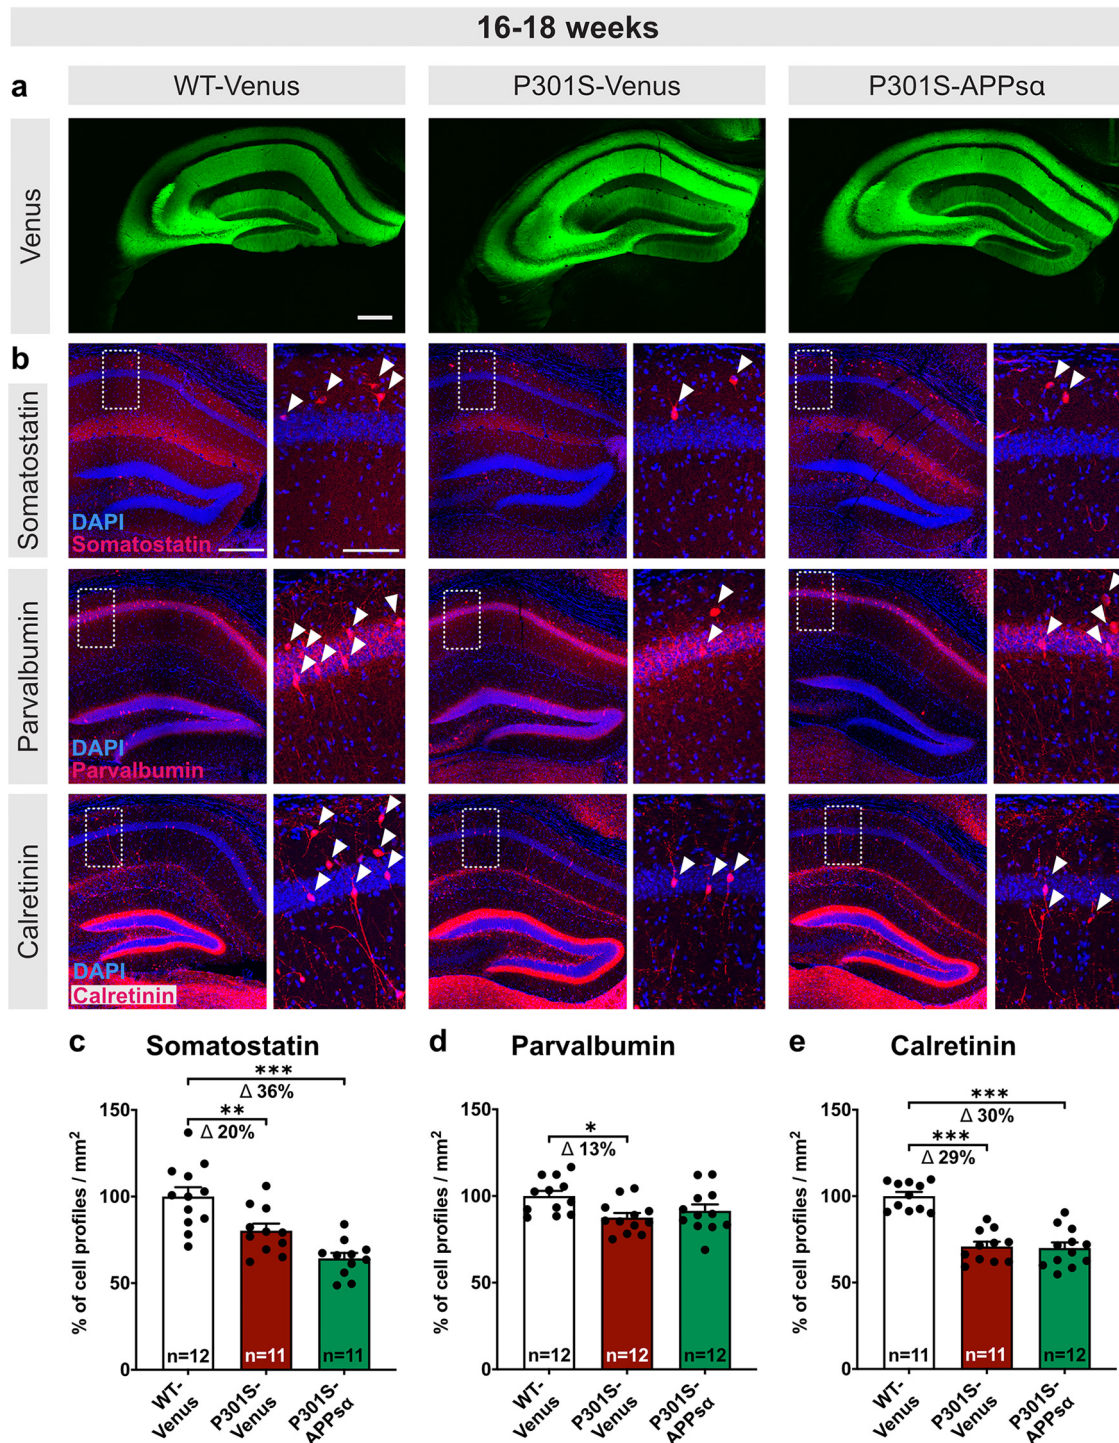 16-18 weeks
a
WT-Venus
P301S-Venus
P301S-APPsα
Venus
b
Somatostatin
DAPI
Somatostatin
Parvalbumin
DAPI
Parvalbumin
Calretinin
DAPI
Calretinin
c
Somatostatin
% of cell profiles / mm²
150
100
50
0
***
Δ 36%
**
Δ 20%
n=12
n=11
n=11
WT-
Venus
P301S-
Venus
P301S-
APPsα
d
Parvalbumin
% of cell profiles / mm²
150
100
50
0
*
Δ 13%
n=12
n=12
n=12
WT-
Venus
P301S-
Venus
P301S-
APPsα
e
Calretinin
% of cell profiles / mm²
150
100
50
0
***
Δ 30%
***
Δ 29%
n=11
n=11
n=12
WT-
Venus
P301S-
Venus
P301S-
APPsα